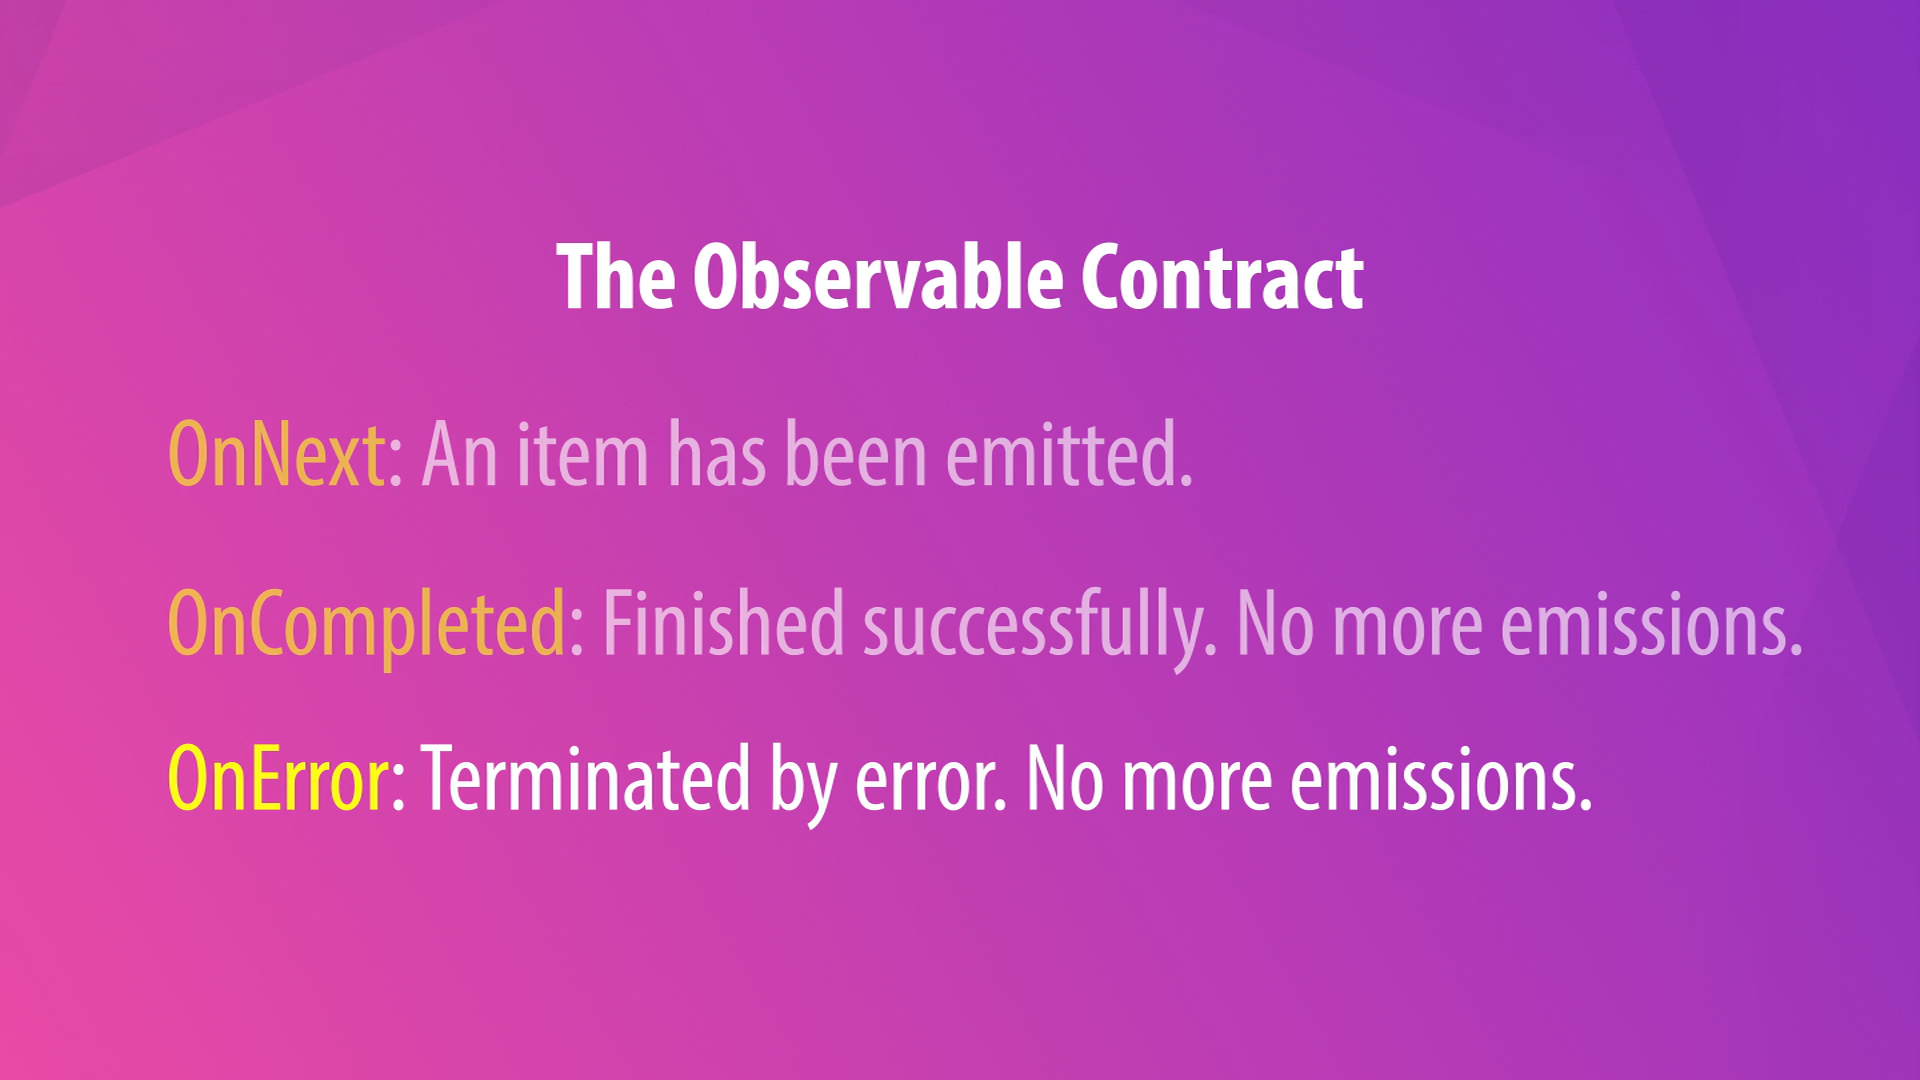 The Observable Contract
OnNext: An item has been emitted.
OnCompleted: Finished successfully. No more emissions.
OnError: Terminated by error. No more emissions.